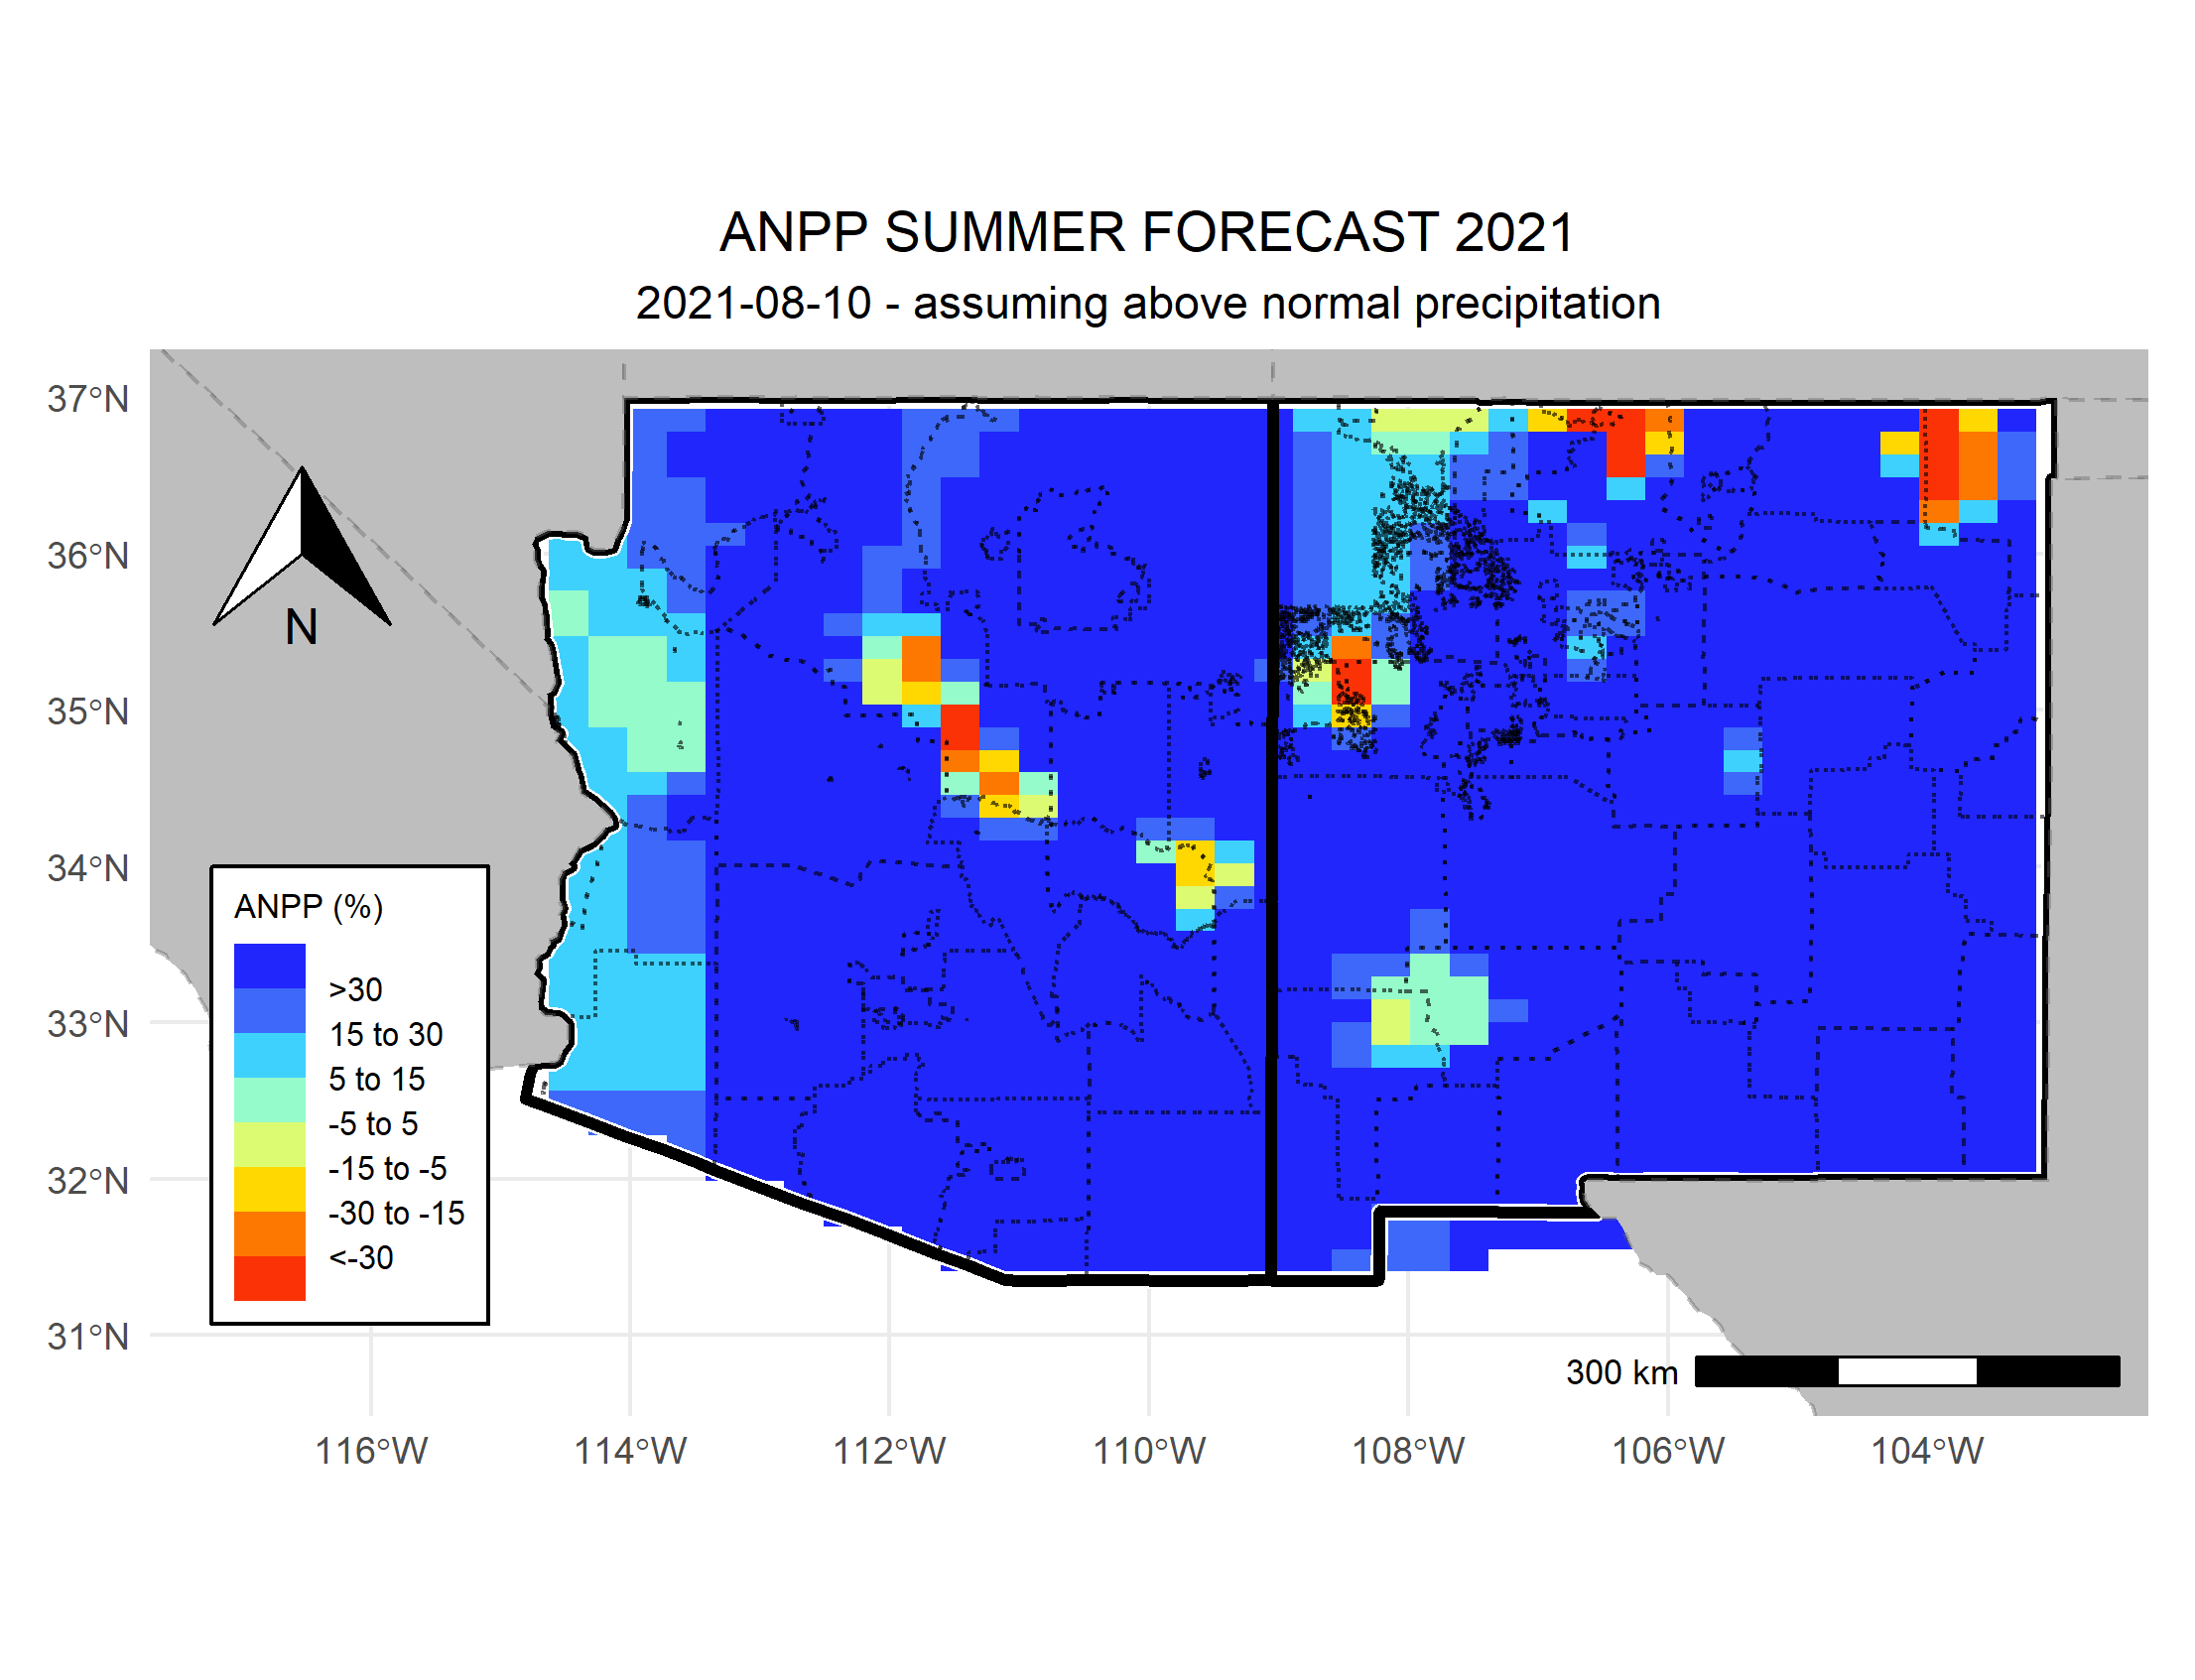 ANPP SUMMER FORECAST 2021
2021-08-10 - assuming above normal precipitation
37°N
36°N
35°N
34°N
33°N
32°N
31°N
N
ANPP (%)
>30
15 to 30
5 to 15
-5 to 5
-15 to -5
-30 to -15
<-30
300 km
116°W 114°W 112°W 110°W 108°W 106°W 104°W